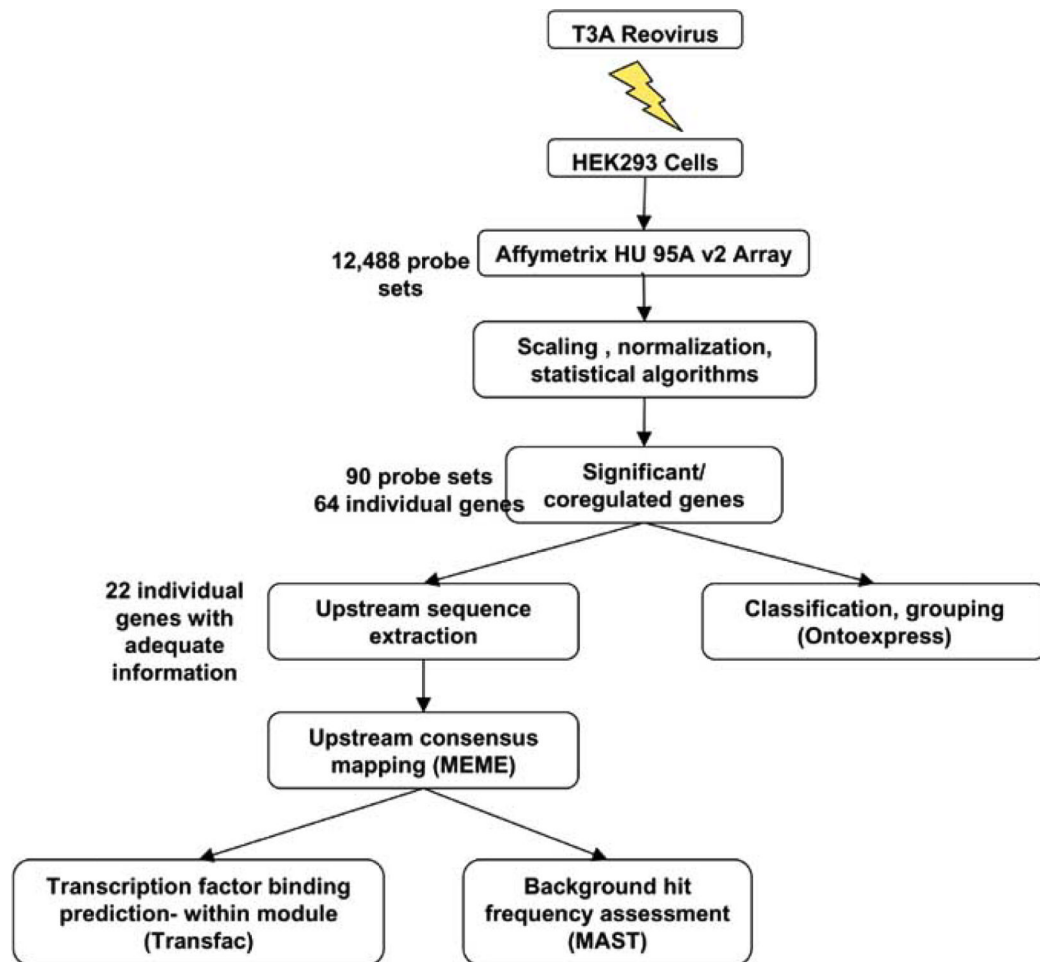 T3A Reovirus
HEK293 Cells
Affymetrix HU 95A v2 Array
12,488 probe
sets
Scaling , normalization,
statistical algorithms
90 probe sets
64 individual genes
Significant/
coregulated genes
22 individual
genes with
adequate
information
Upstream sequence
extraction
Classification, grouping
(Ontoexpress)
Upstream consensus
mapping (MEME)
Transcription factor binding
prediction- within module
(Transfac)
Background hit
frequency assessment
(MAST)